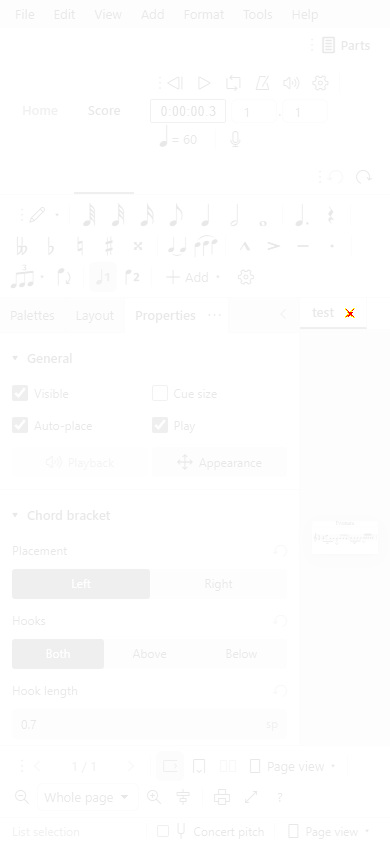 File Edit View Add Format Tools Help
Parts
Home Score 0:00:00.3 1 . 1
= 60
1 2 Add
Palettes Layout Properties test
General
Visible Cue size
Auto-place Play
Playback Appearance
Chord bracket
Placement
Left Right
Hooks
Both Above Below
Hook length
0.7 sp
1 / 1 Page view
Whole page ?
List selection Concert pitch Page view